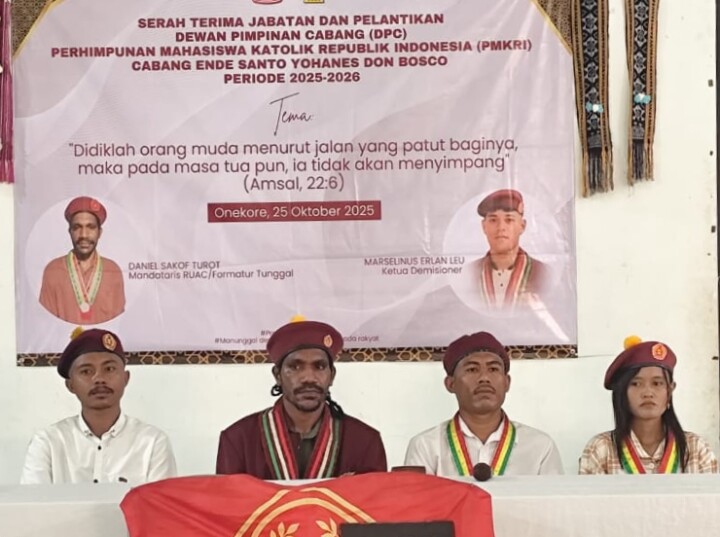 SERAH TERIMA JABATAN DAN PELANTIKAN
DEWAN PIMPINAN CABANG (DPC)
PERHIMPUNAN MAHASISWA KATOLIK REPUBLIK INDONESIA (PMKRI)
CABANG ENDE SANTO YOHANES DON BOSCO
PERIODE 2025-2026
Tema:
"Didiklah orang muda menurut jalan yang patut baginya,
maka pada masa tua pun, ia tidak akan menyimpang"
(Amsal, 22:6)
Onekore, 25 Oktober 2025
DANIEL SAKOF TUROT
Mandataris RUAC/Formatur Tunggal
MARSELINUS ERLAN LEU
Ketua Demisioner
#Manunggal
rakyat